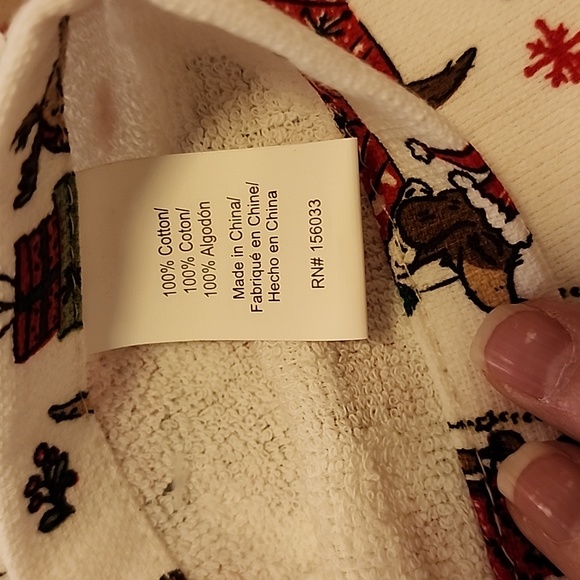 100% Cotton/
100% Coton/
100% Algodón
Made in China/
Fabriqué en Chine/
Hecho en China
RN# 156033